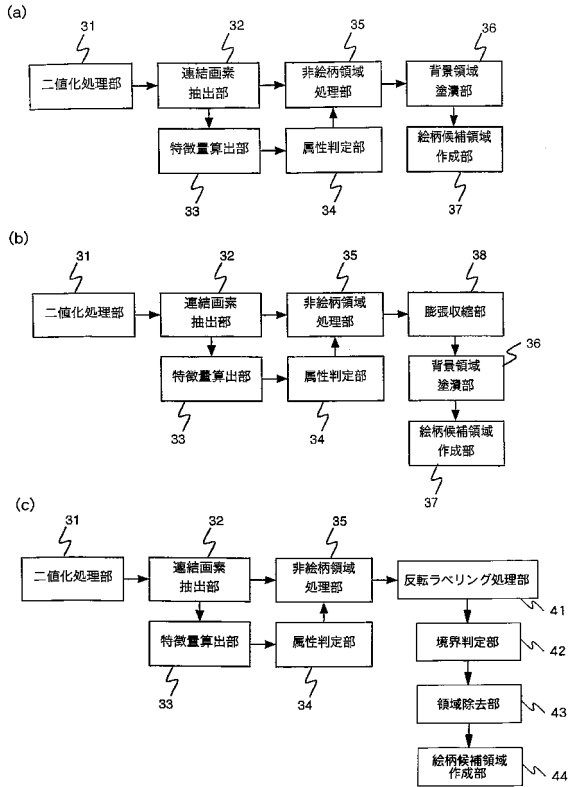 (a)
31
32
35
36
二値化処理部
連結画素
抽出部
非絵柄領域
処理部
背景領域
塗潰部
特徴量算出部
属性判定部
絵柄候補領域
作成部
33
34
37
(b)
31
32
35
38
二値化処理部
連結画素
抽出部
非絵柄領域
処理部
膨張収縮部
36
特徴量算出部
属性判定部
背景領域
塗潰部
33
34
絵柄候補領域
作成部
37
(c)
31
32
35
二値化処理部
連結画素
抽出部
非絵柄領域
処理部
反転ラベリング処理部
41
特徴量算出部
属性判定部
境界判定部
42
33
34
領域除去部
43
絵柄候補領域
作成部
44